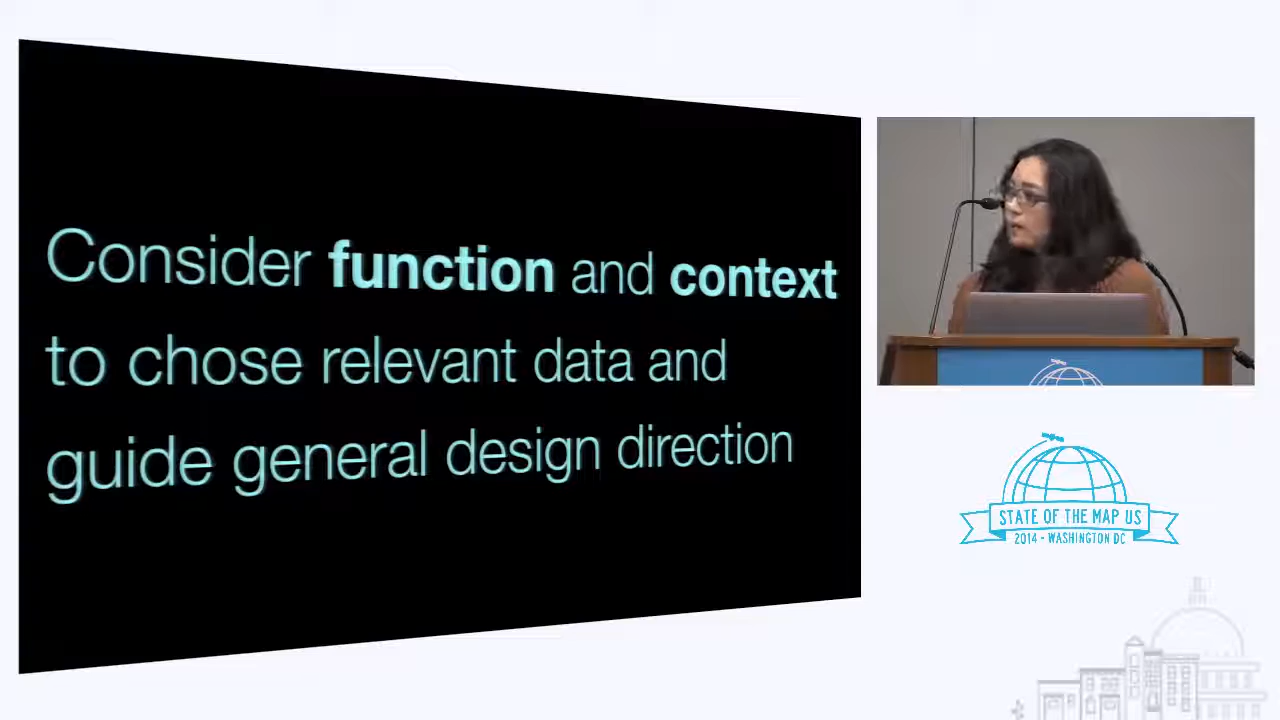 Consider function and context
to chose relevant data and
guide general design direction
STATE OF THE MAP US
2014 - WASHINGTON DC